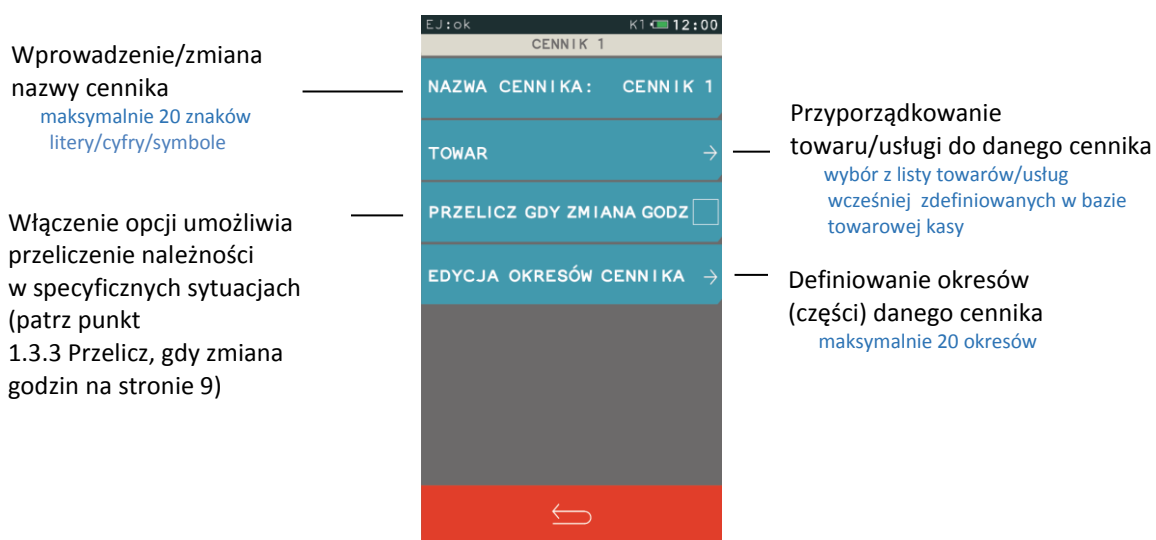 EJ:ok K1 12:00
CENNIK 1
Wprowadzenie/zmiana
nazwy cennika
maksymalnie 20 znaków
litery/cyfry/symbole
NAZWA CENNIKA: CENNIK 1
Przyporządkowanie
towaru/usługi do danego cennika
wybór z listy towarów/usług
wcześniej zdefiniowanych w bazie
towarowej kasy
TOWAR
Włączenie opcji umożliwia
przeliczenie należności
w specyficznych sytuacjach
(patrz punkt
1.3.3 Przelicz, gdy zmiana
godzin na stronie 9)
PRZELICZ GDY ZMIANA GODZ
EDYCJA OKRESÓW CENNIKA
Definiowanie okresów
(części) danego cennika
maksymalnie 20 okresów